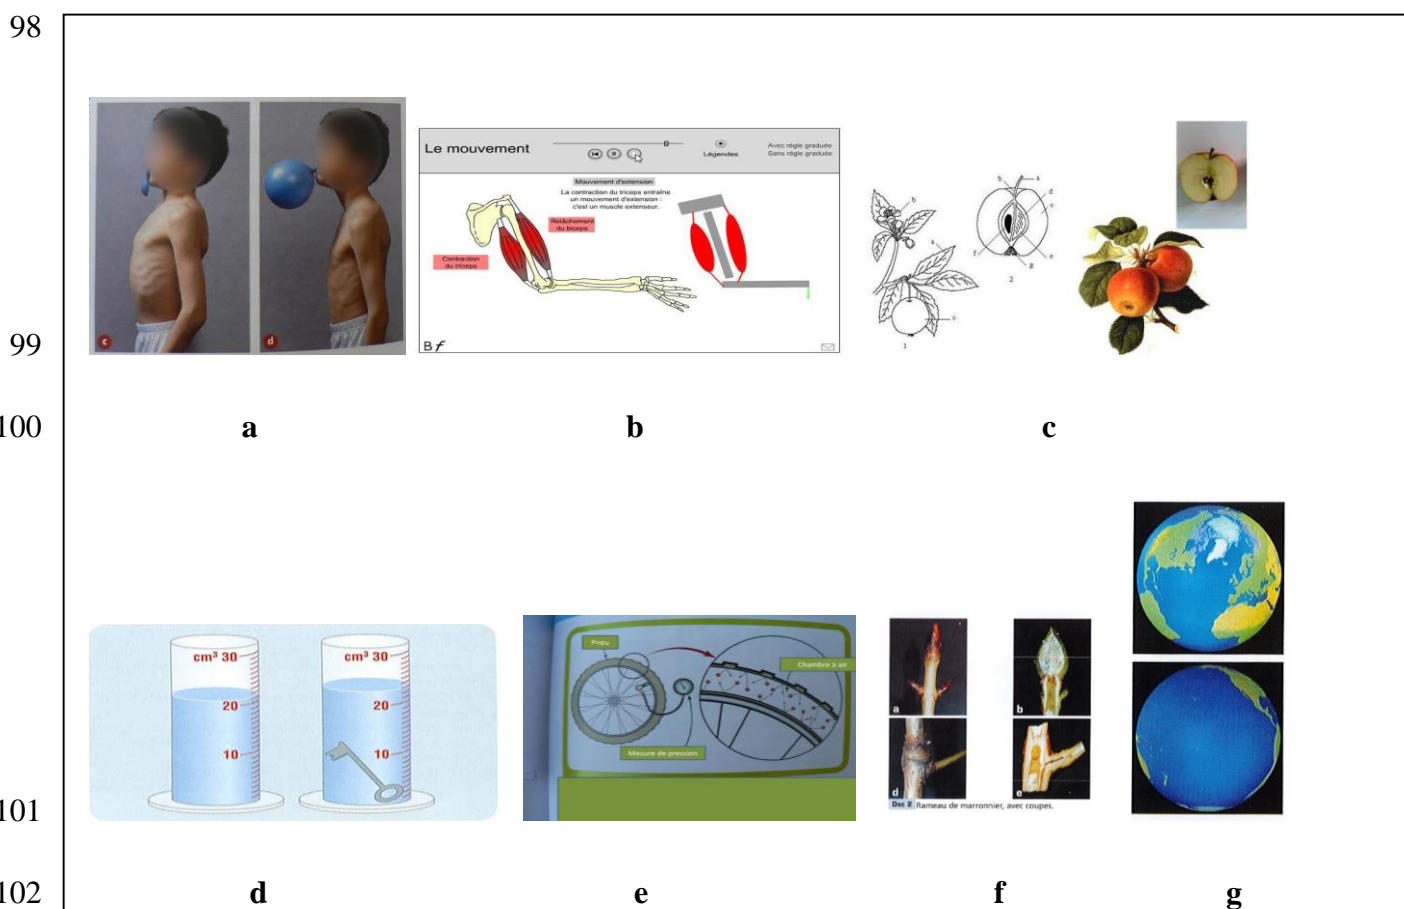 98
Le mouvement
Légendes
Avec règle graduée
Sans règle graduée
Mouvement d'extension
La contraction du triceps entraîne
un mouvement d'extension :
c'est un muscle extenseur.
Relâchement
du biceps
Contraction
du triceps
B f
c
d
b
a
c
1
b
a
d
c
f
g
e
2
99
100
a
b
c
cm³ 30
20
10
cm³ 30
20
10
Pneu
Chambre à air
Mesure de pression
a
b
d
e
Doc 2 Rameau de marronnier, avec coupes.
101
102
d
e
f
g